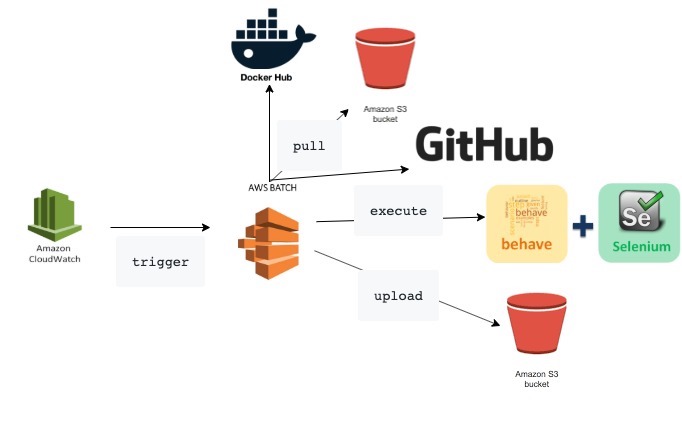 Docker Hub
Amazon S3
bucket
pull
GitHub
AWS BATCH
execute
behave
behave
Se
Selenium
Amazon
CloudWatch
trigger
upload
Amazon S3
bucket